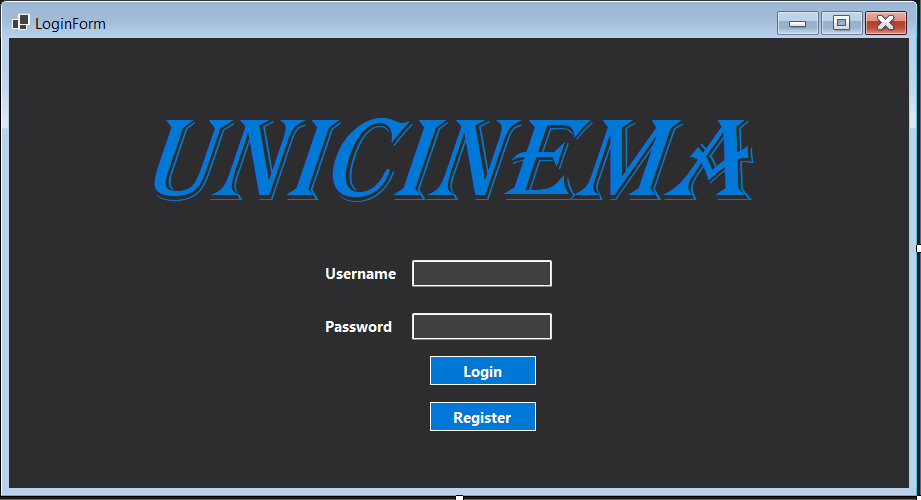 LoginForm
UNICINEMA
Username
Password
Login
Register